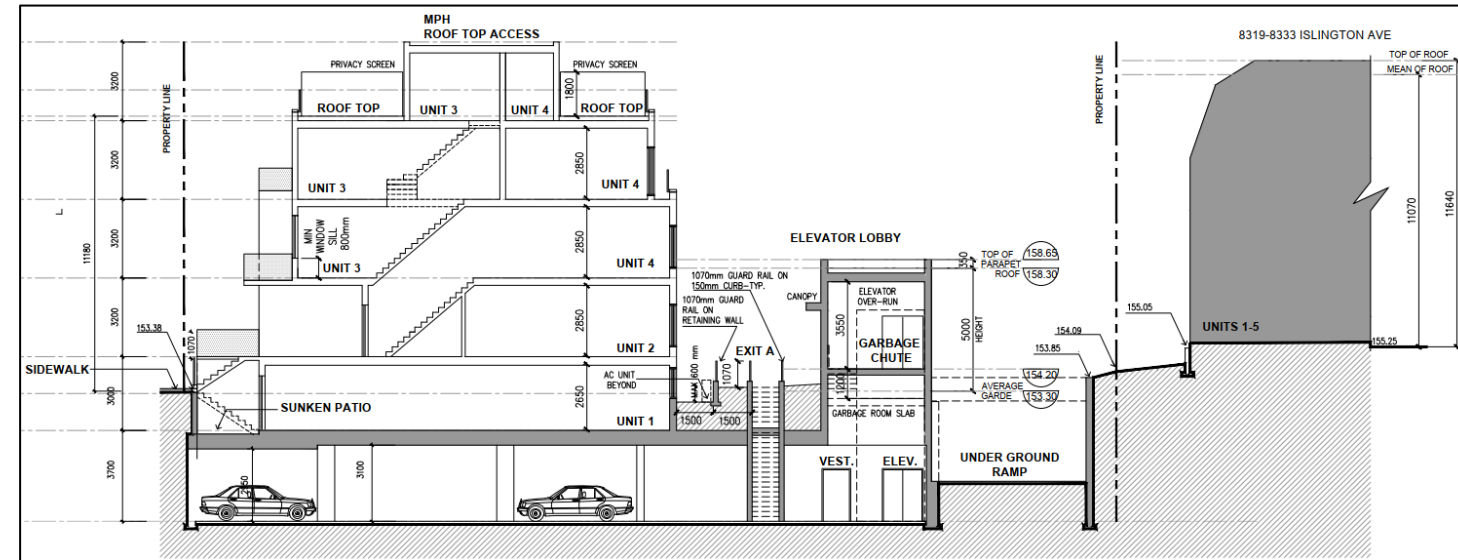 MPH
ROOF TOP ACCESS
8319-8333 ISLINGTON AVE
TOP OF ROOF
MEAN OF ROOF
PRIVACY SCREEN
PRIVACY SCREEN
1800
ROOF TOP
UNIT 3
UNIT 4
ROOF TOP
PROPERTY LINE
PROPERTY LINE
3200
3200
3200
3200
3000
3700
11180
2850
UNIT 3
UNIT 4
MIN
WINDOW
SILL
800mm
UNIT 3
2850
UNIT 4
11070
11640
ELEVATOR LOBBY
350
TOP OF
PARAPET
ROOF
158.65
158.30
1070mm GUARD RAIL ON
150mm CURB-TYP.
1070mm GUARD
RAIL ON
RETAINING WALL
CANOPY
ELEVATOR
OVER-RUN
3550
5000
HEIGHT
2850
UNIT 2
153.38
1070
EXIT A
GARBAGE
CHUTE
155.05
154.09
153.85
UNITS 1-5
155.25
SIDEWALK
AC UNIT
BEYOND
MAX 600 mm
1070
1200
154.20
AVERAGE
GARDE
153.30
SUNKEN PATIO
2650
UNIT 1
1500
1500
GARBAGE ROOM SLAB
3100
VEST.
ELEV.
UNDER GROUND
RAMP